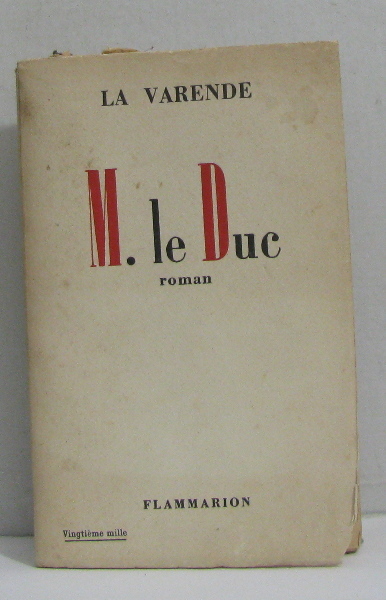 LA VARENDE
M. le Duc
roman
FLAMMARION
Vingtième mille